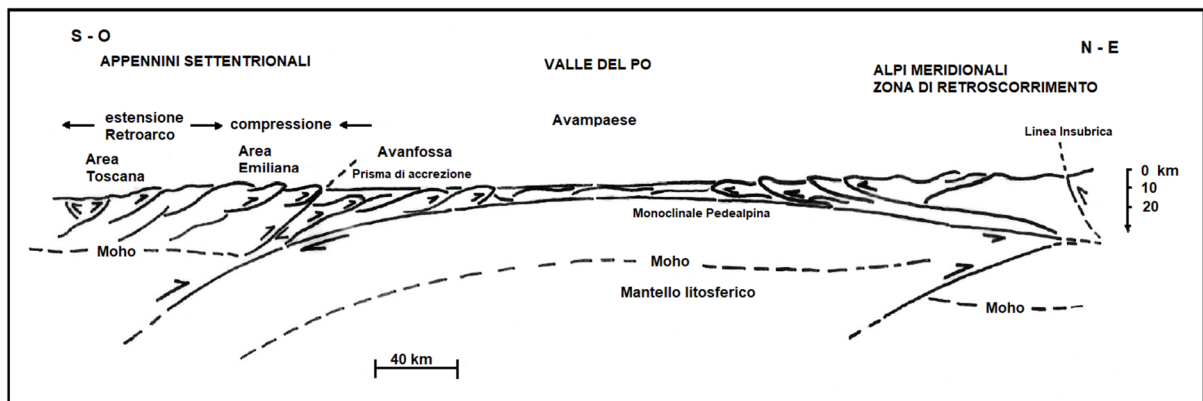 S - O
N - E
APPENNINI SETTENTRIONALI
VALLE DEL PO
ALPI MERIDIONALI
ZONA DI RETROSCORRIMENTO
estensione
Retroarco
compressione
Avampaese
Linea Insubrica
Area
Toscana
Area
Emiliana
Avanfossa
Prisma di accrezione
0 km
10
20
Monoclinale Pedealpina
Moho
Moho
Mantello litosferico
Moho
40 km